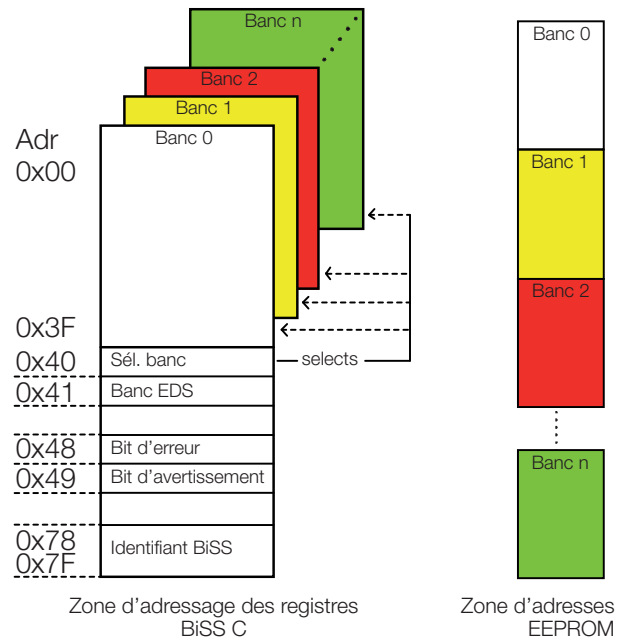 Banc n
Banc 2
Banc 1
Banc 0
Adr
0x00
0x3F
0x40 Sél. banc selects
0x41 Banc EDS
0x48 Bit d'erreur
0x49 Bit d'avertissement
0x78
0x7F
Identifiant BiSS
Zone d'adressage des registres
BiSS C
Banc 0
Banc 1
Banc 2
Banc n
Zone d'adresses
EEPROM